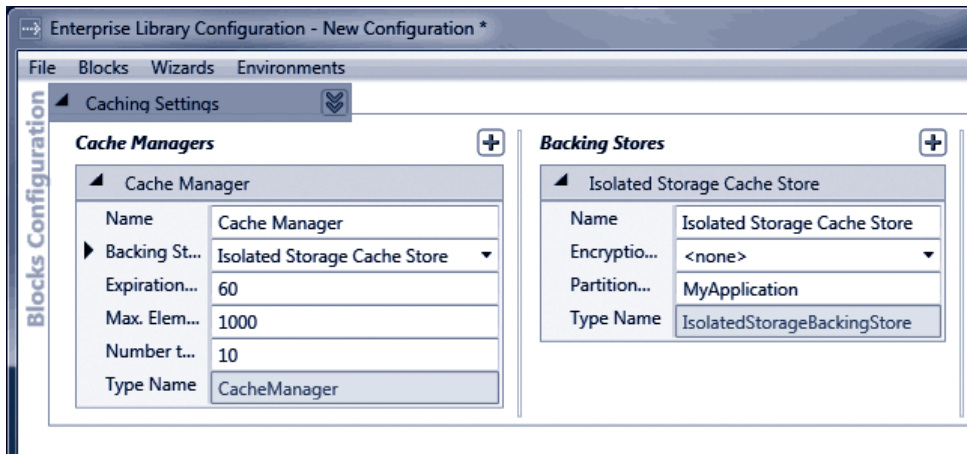 Enterprise Library Configuration - New Configuration *
File Blocks Wizards Environments
Blocks Configuration
Caching Settings
Cache Managers
Cache Manager
Name Cache Manager
Backing St... Isolated Storage Cache Store
Expiration... 60
Max. Elem... 1000
Number t... 10
Type Name CacheManager
Backing Stores
Isolated Storage Cache Store
Name Isolated Storage Cache Store
Encryptio... <none>
Partition... MyApplication
Type Name IsolatedStorageBackingStore